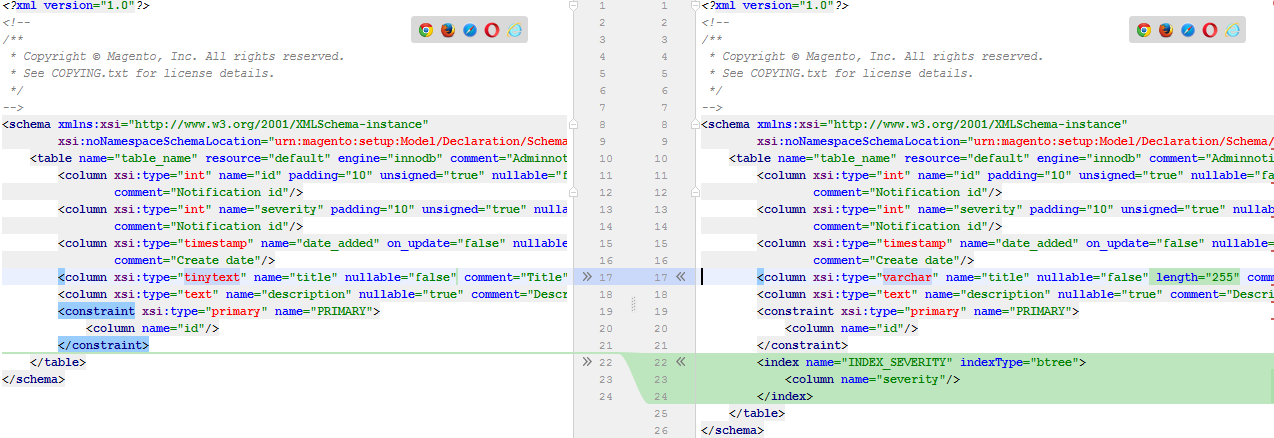 <?xml version="1.0"?>
<!--
/**
 * Copyright © Magento, Inc. All rights reserved.
 * See COPYING.txt for license details.
 */
-->
<schema xmlns:xsi="http://www.w3.org/2001/XMLSchema-instance"
        xsi:noNamespaceSchemaLocation="urn:magento:setup:Model/Declaration/Schema
    <table name="table_name" resource="default" engine="innodb" comment="Adminnoti
        <column xsi:type="int" name="id" padding="10" unsigned="true" nullable="f
                comment="Notification id"/>
        <column xsi:type="int" name="severity" padding="10" unsigned="true" nulla
                comment="Notification id"/>
        <column xsi:type="timestamp" name="date_added" on_update="false" nullable
                comment="Create date"/>
        <column xsi:type="tinytext" name="title" nullable="false" comment="Title"
        <column xsi:type="text" name="description" nullable="true" comment="Descr
        <constraint xsi:type="primary" name="PRIMARY">
            <column name="id"/>
        </constraint>
    </table>
</schema>
1 1
2 2
3 3
4 4
5 5
6 6
7 7
8 8
9 9
10 10
11 11
12 12
13 13
14 14
15 15
16 16
17 17
18 18
19 19
20 20
21 21
22 22
23 23
24 24
25
26
<?xml version="1.0"?>
<!--
/**
 * Copyright © Magento, Inc. All rights reserved.
 * See COPYING.txt for license details.
 */
-->
<schema xmlns:xsi="http://www.w3.org/2001/XMLSchema-instance"
        xsi:noNamespaceSchemaLocation="urn:magento:setup:Model/Declaration/Schema/
    <table name="table_name" resource="default" engine="innodb" comment="Adminnoti
        <column xsi:type="int" name="id" padding="10" unsigned="true" nullable="fa
                comment="Notification id"/>
        <column xsi:type="int" name="severity" padding="10" unsigned="true" nulla
                comment="Notification id"/>
        <column xsi:type="timestamp" name="date_added" on_update="false" nullable
                comment="Create date"/>
        <column xsi:type="varchar" name="title" nullable="false" length="255" comm
        <column xsi:type="text" name="description" nullable="true" comment="Descri
        <constraint xsi:type="primary" name="PRIMARY">
            <column name="id"/>
        </constraint>
        <index name="INDEX_SEVERITY" indexType="btree">
            <column name="severity"/>
        </index>
    </table>
</schema>